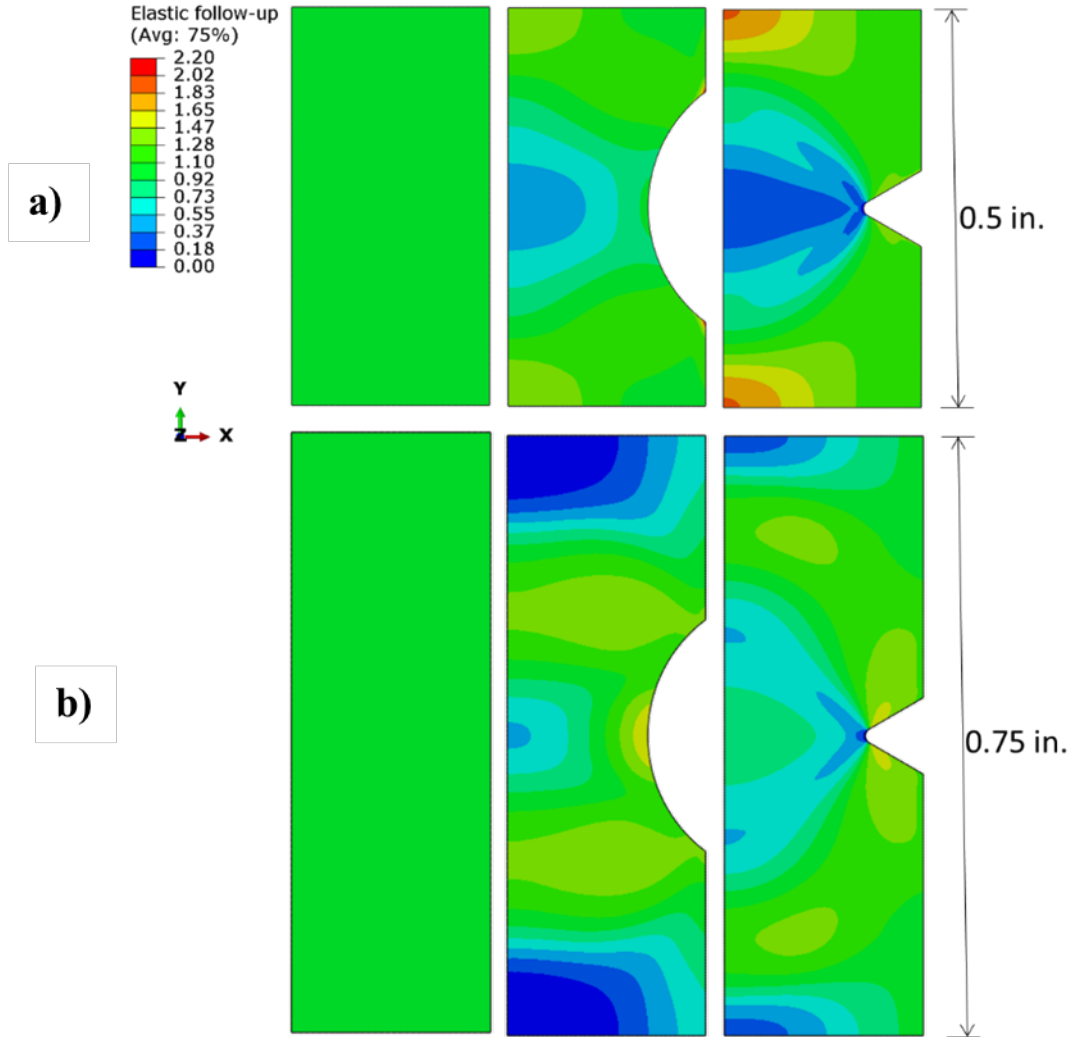 Elastic follow-up
(Avg: 75%)
2.20
2.02
1.83
1.65
1.47
1.28
1.10
0.92
0.73
0.55
0.37
0.18
0.00
a)
0.5 in.
Y
Z X
b)
0.75 in.